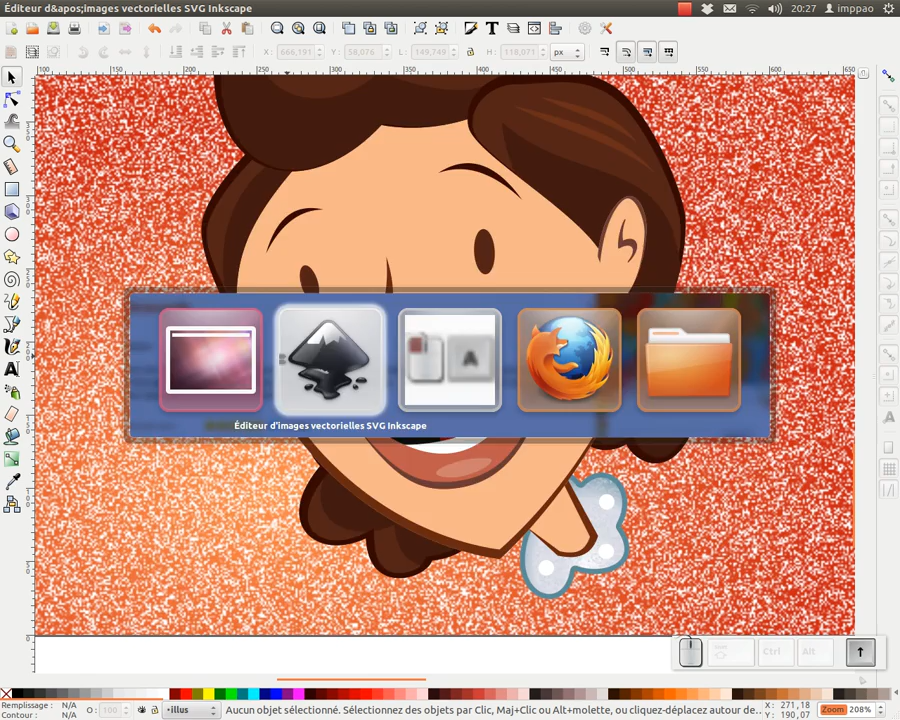 Éditeur d&apos;images vectorielles SVG Inkscape
20:27 imppao
X: 666,191 Y: 58,076 L: 149,749 H: 118,071 px
100 150 200 250 300 350 400 450 500 550 600 650
A
Éditeur d'images vectorielles SVG Inkscape
Ctrl Alt
Remplissage: N/A
Contour: N/A
O: 100
•illus
Aucun objet sélectionné. Sélectionnez des objets par Clic, Maj+Clic ou Alt+molette, ou cliquez-déplacez autour de…
X: 271,18
Y: 190,07
Zoom 208%